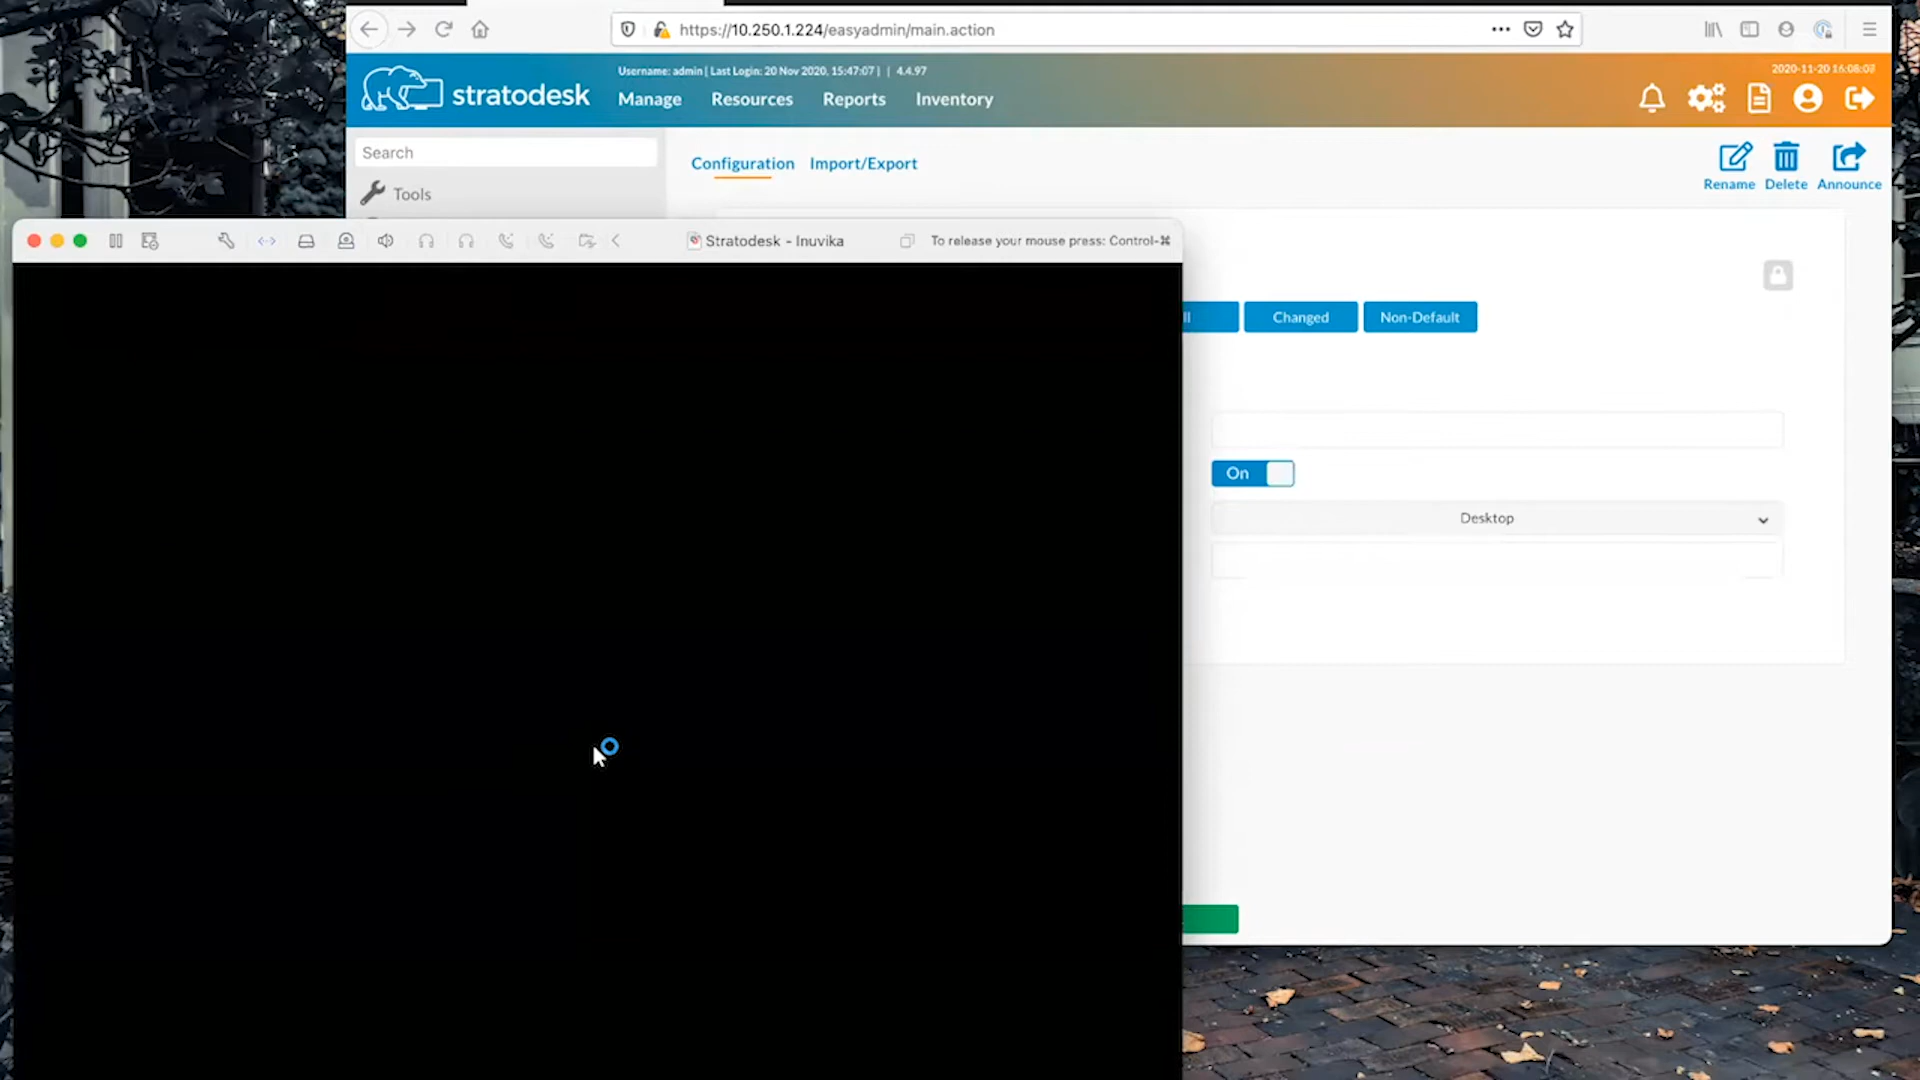 https://10.250.1.224/easyadmin/main.action
stratodesk
Username: admin | Last Login: 20 Nov 2020, 15:47:07 | | 4.4.97
2020-11-20 16:08:07
Manage Resources Reports Inventory
Search
Configuration Import/Export
Rename Delete Announce
Tools
Stratodesk - Inuvika
To release your mouse press: Control-⌘
Changed Non-Default
On
Desktop